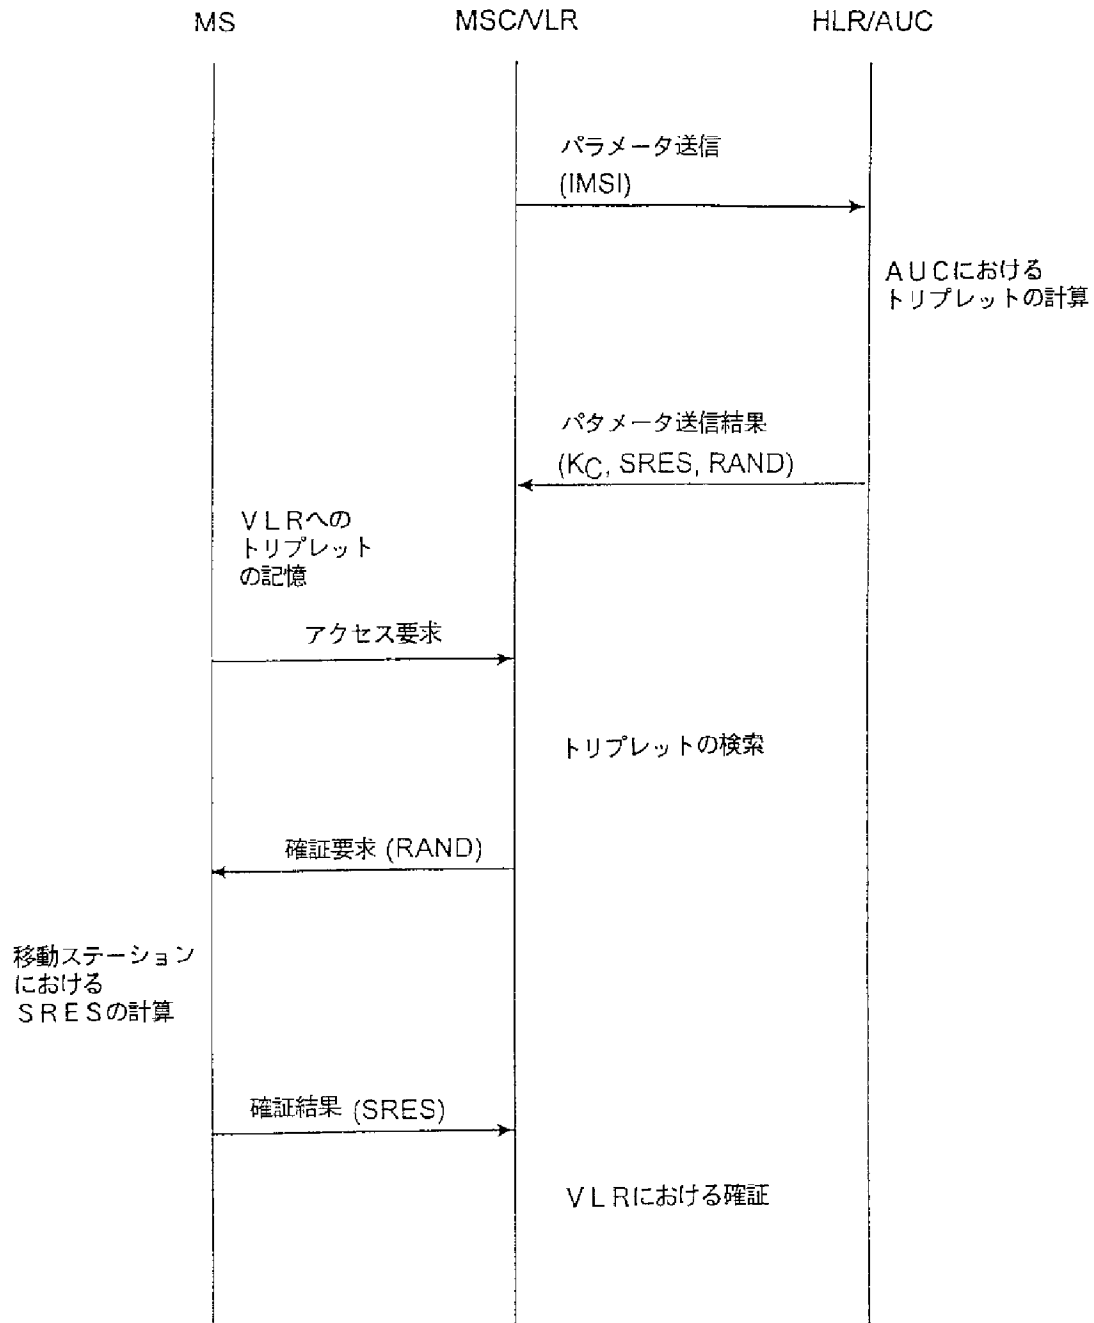 MS
MSC/VLR
HLR/AUC
パラメータ送信
(IMSI)
AUCにおける
トリプレットの計算
パタメータ送信結果
(KC, SRES, RAND)
VLRへの
トリプレット
の記憶
アクセス要求
トリプレットの検索
確証要求 (RAND)
移動ステーション
における
SRESの計算
確証結果 (SRES)
VLRにおける確証